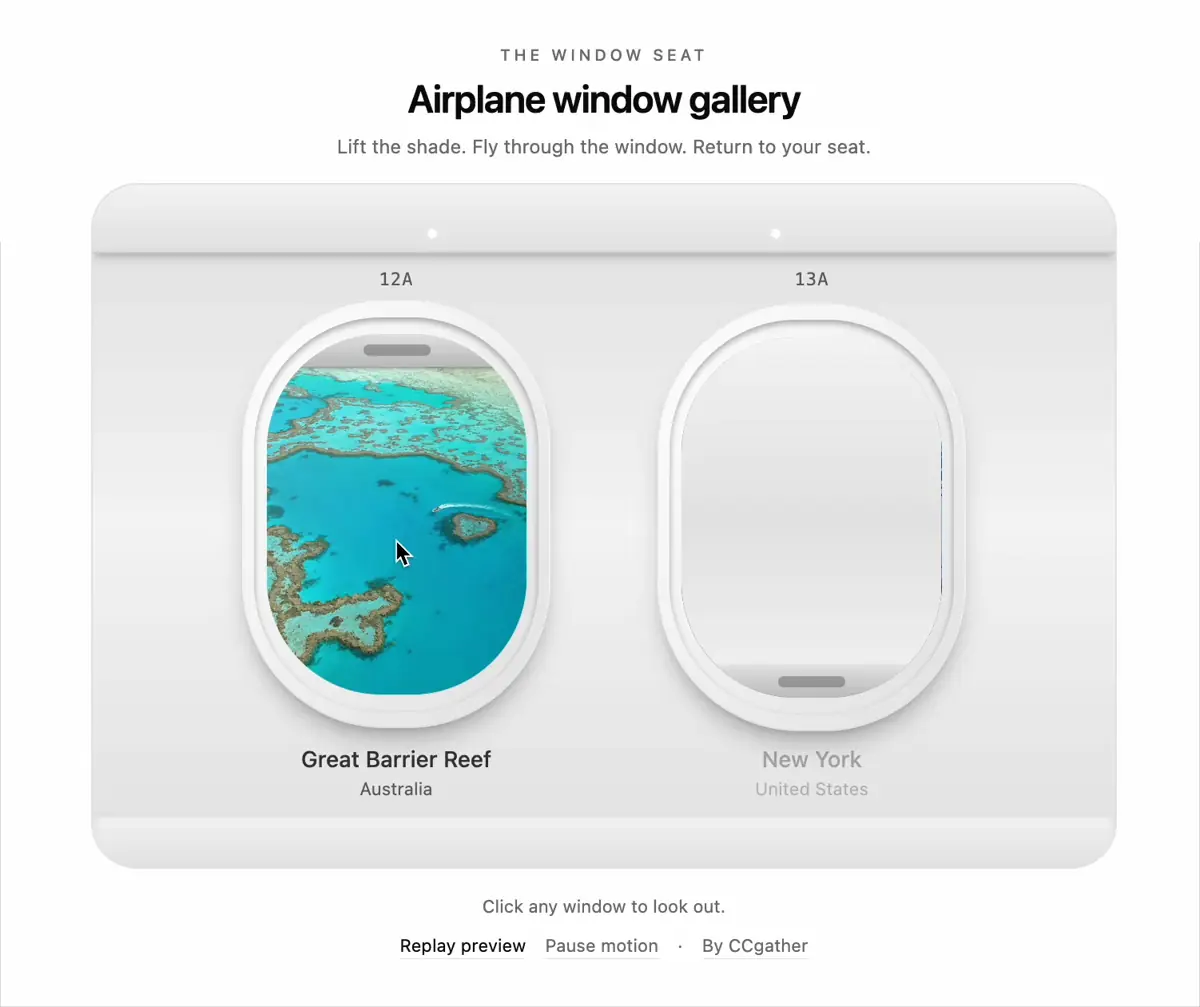 THE WINDOW SEAT
Airplane window gallery
Lift the shade. Fly through the window. Return to your seat.
12A
13A
Great Barrier Reef
Australia
New York
United States
Click any window to look out.
Replay preview Pause motion · By CCgather